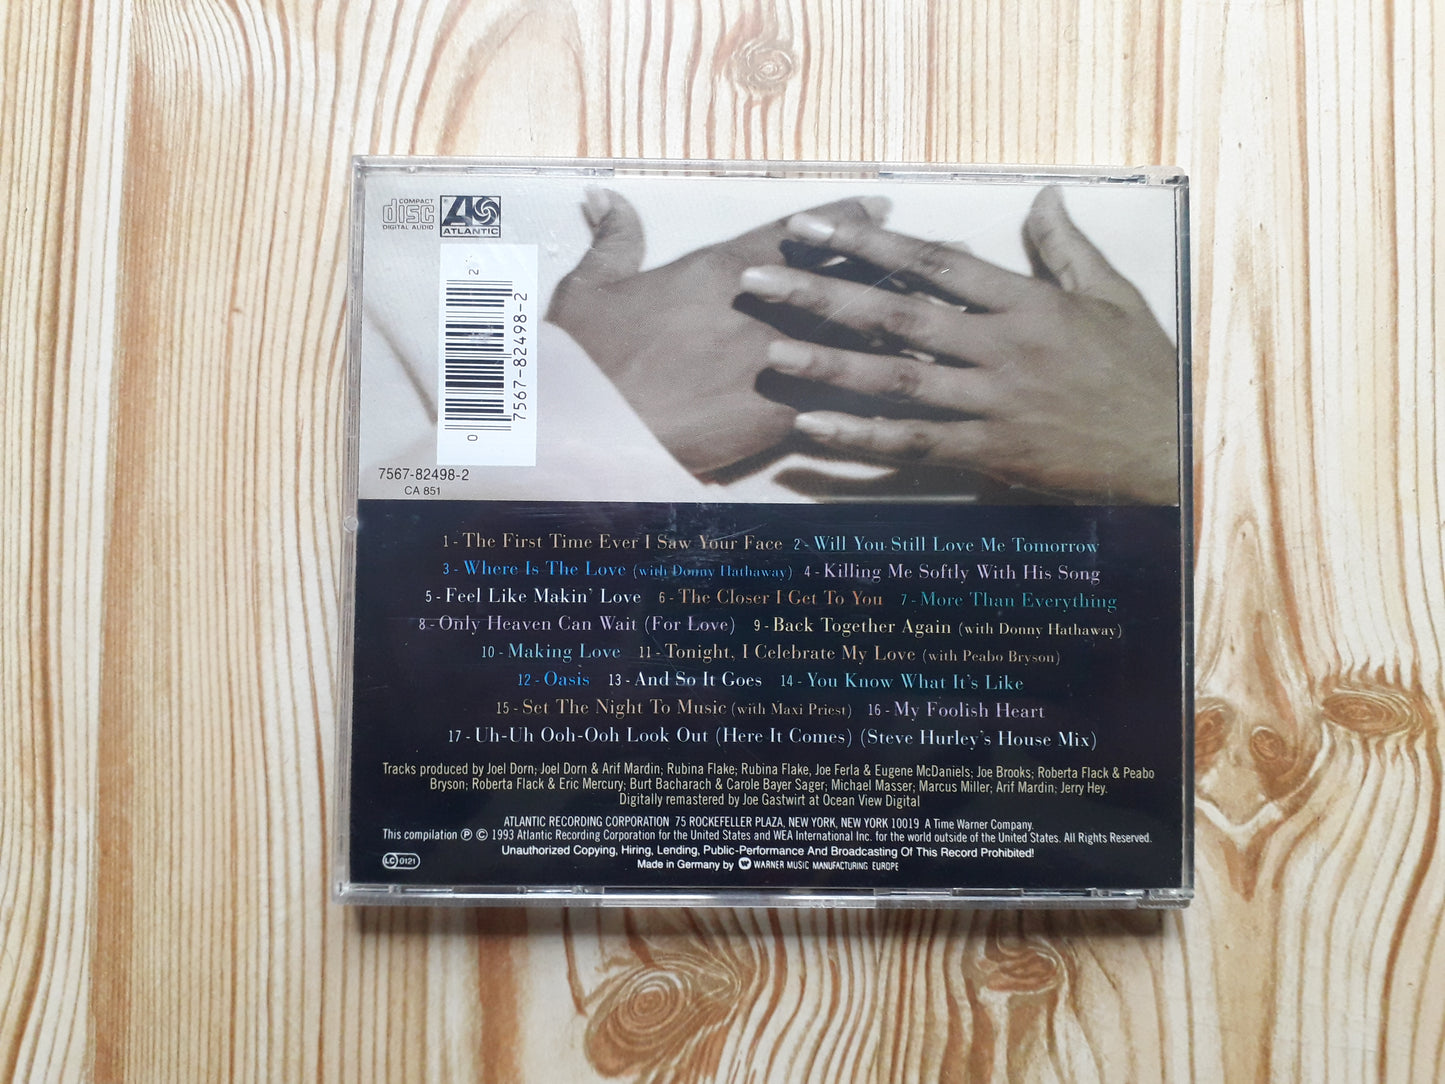 COMPACT
disc
DIGITAL AUDIO
ATLANTIC
2
7567-82498-2
0
7567-82498-2
CA 851
1 - The First Time Ever I Saw Your Face 2 - Will You Still Love Me Tomorrow
3 - Where Is The Love (with Donny Hathaway) 4 - Killing Me Softly With His Song
5 - Feel Like Makin' Love 6 - The Closer I Get To You 7 - More Than Everything
8 - Only Heaven Can Wait (For Love) 9 - Back Together Again (with Donny Hathaway)
10 - Making Love 11 - Tonight, I Celebrate My Love (with Peabo Bryson)
12 - Oasis 13 - And So It Goes 14 - You Know What It's Like
15 - Set The Night To Music (with Maxi Priest) 16 - My Foolish Heart
17 - Uh-Uh Ooh-Ooh Look Out (Here It Comes) (Steve Hurley's House Mix)
Tracks produced by Joel Dorn; Joel Dorn & Arif Mardin; Rubina Flake; Rubina Flake, Joe Ferla & Eugene McDaniels; Joe Brooks; Roberta Flack & Peabo
Bryson; Roberta Flack & Eric Mercury; Burt Bacharach & Carole Bayer Sager; Michael Masser; Marcus Miller; Arif Mardin; Jerry Hey.
Digitally remastered by Joe Gastwirt at Ocean View Digital
ATLANTIC RECORDING CORPORATION 75 ROCKEFELLER PLAZA, NEW YORK, NEW YORK 10019 A Time Warner Company.
This compilation ℗ © 1993 Atlantic Recording Corporation for the United States and WEA International Inc. for the world outside of the United States. All Rights Reserved.
Unauthorized Copying, Hiring, Lending, Public-Performance And Broadcasting Of This Record Prohibited!
LC 0121
Made in Germany by WARNER MUSIC MANUFACTURING EUROPE